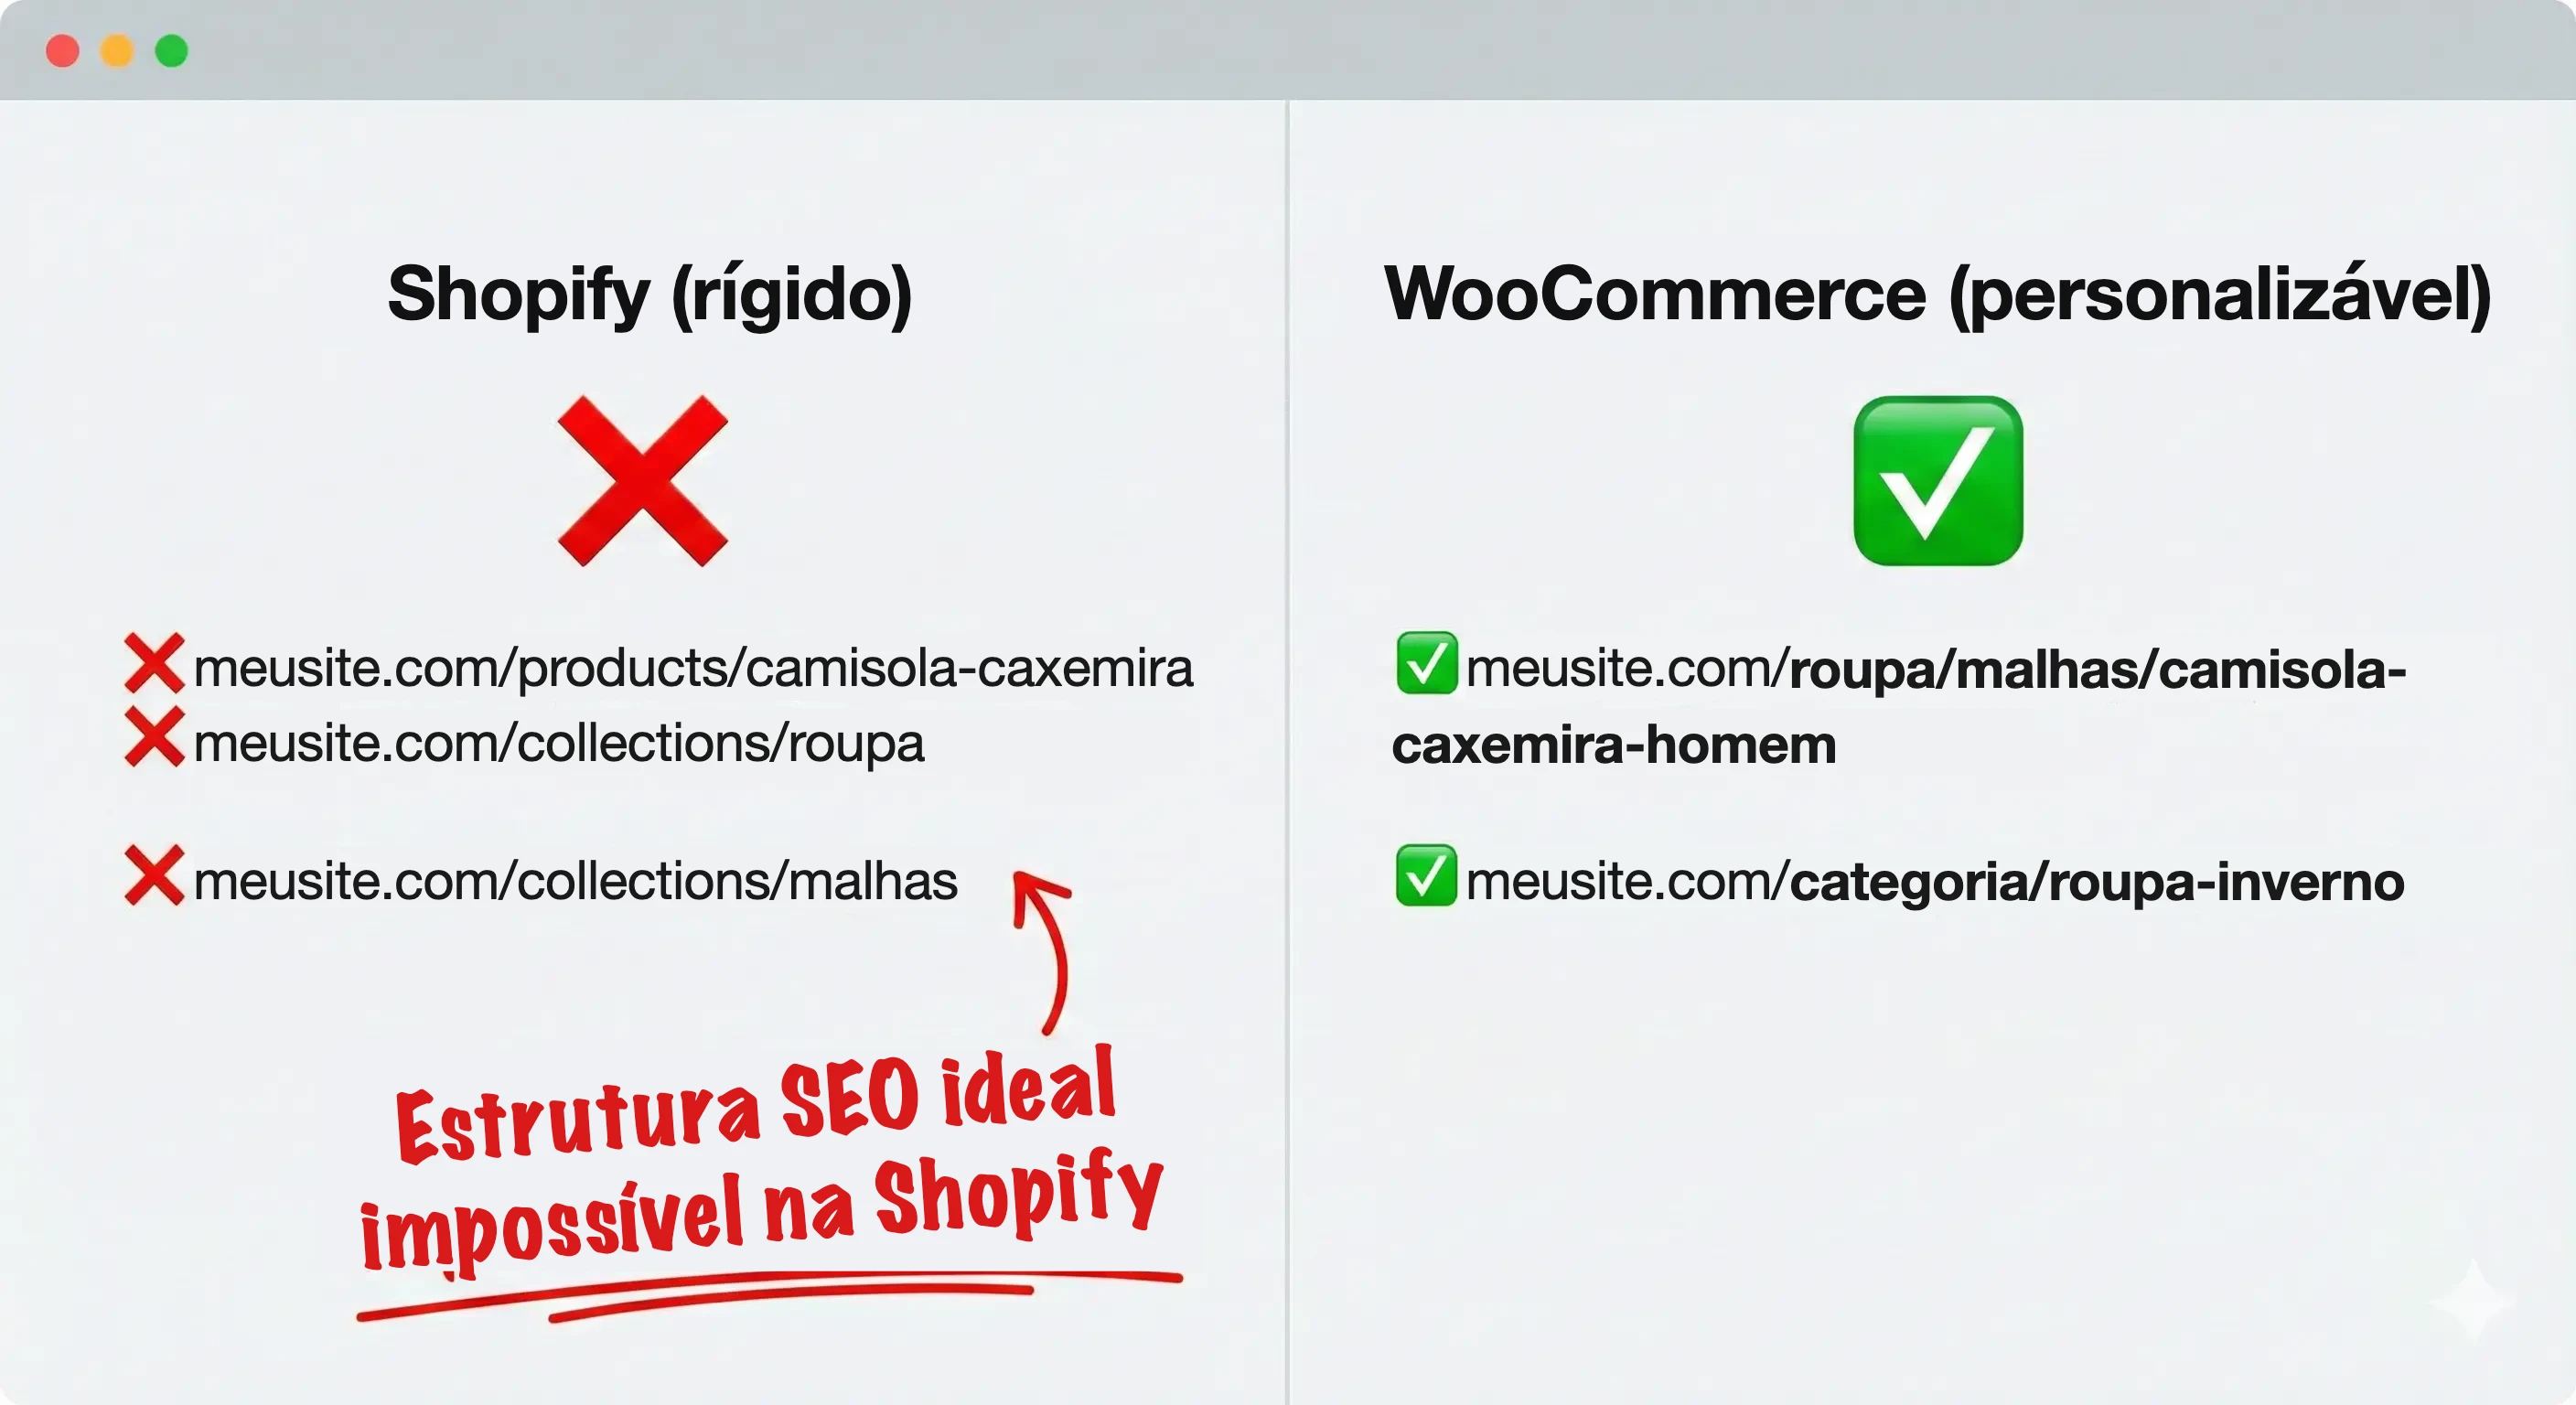 Shopify (rígido)
❌
❌meusite.com/products/camisola-caxemira
❌meusite.com/collections/roupa
❌meusite.com/collections/malhas
Estrutura SEO ideal
impossível na Shopify
WooCommerce (personalizável)
✅
✅meusite.com/roupa/malhas/camisola-
caxemira-homem
✅meusite.com/categoria/roupa-inverno